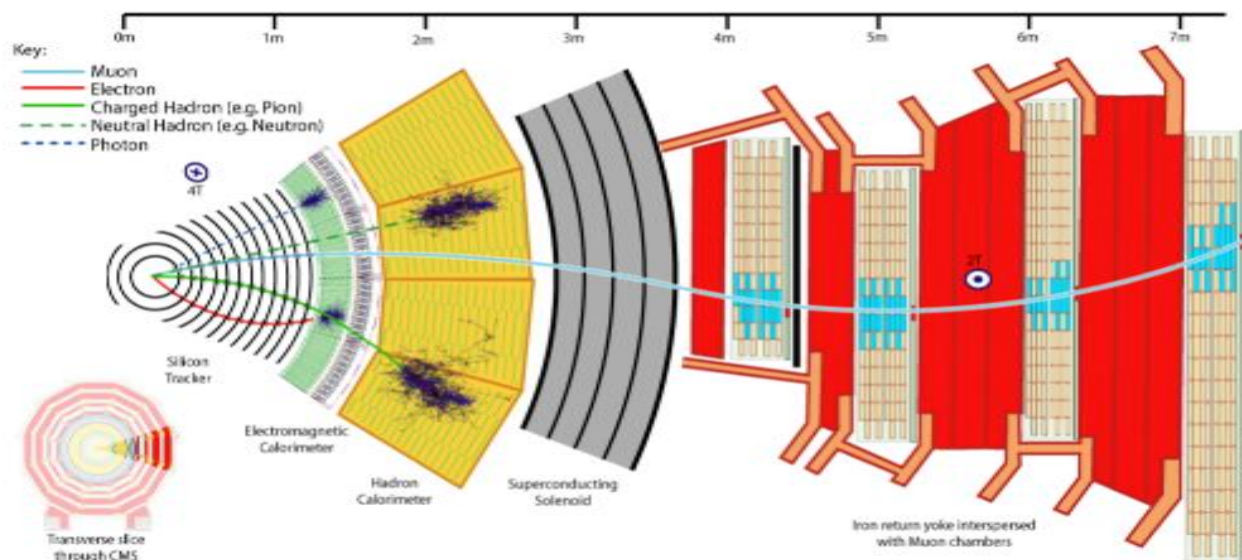 0m 1m 2m 3m 4m 5m 6m 7m
Key:
Muon
Electron
Charged Hadron (e.g. Pion)
Neutral Hadron (e.g. Neutron)
Photon
4T
2T
Silicon
Tracker
Electromagnetic
Calorimeter
Hadron
Calorimeter
Superconducting
Solenoid
Iron return yoke interspersed
with Muon chambers
Transverse slice
through CMS